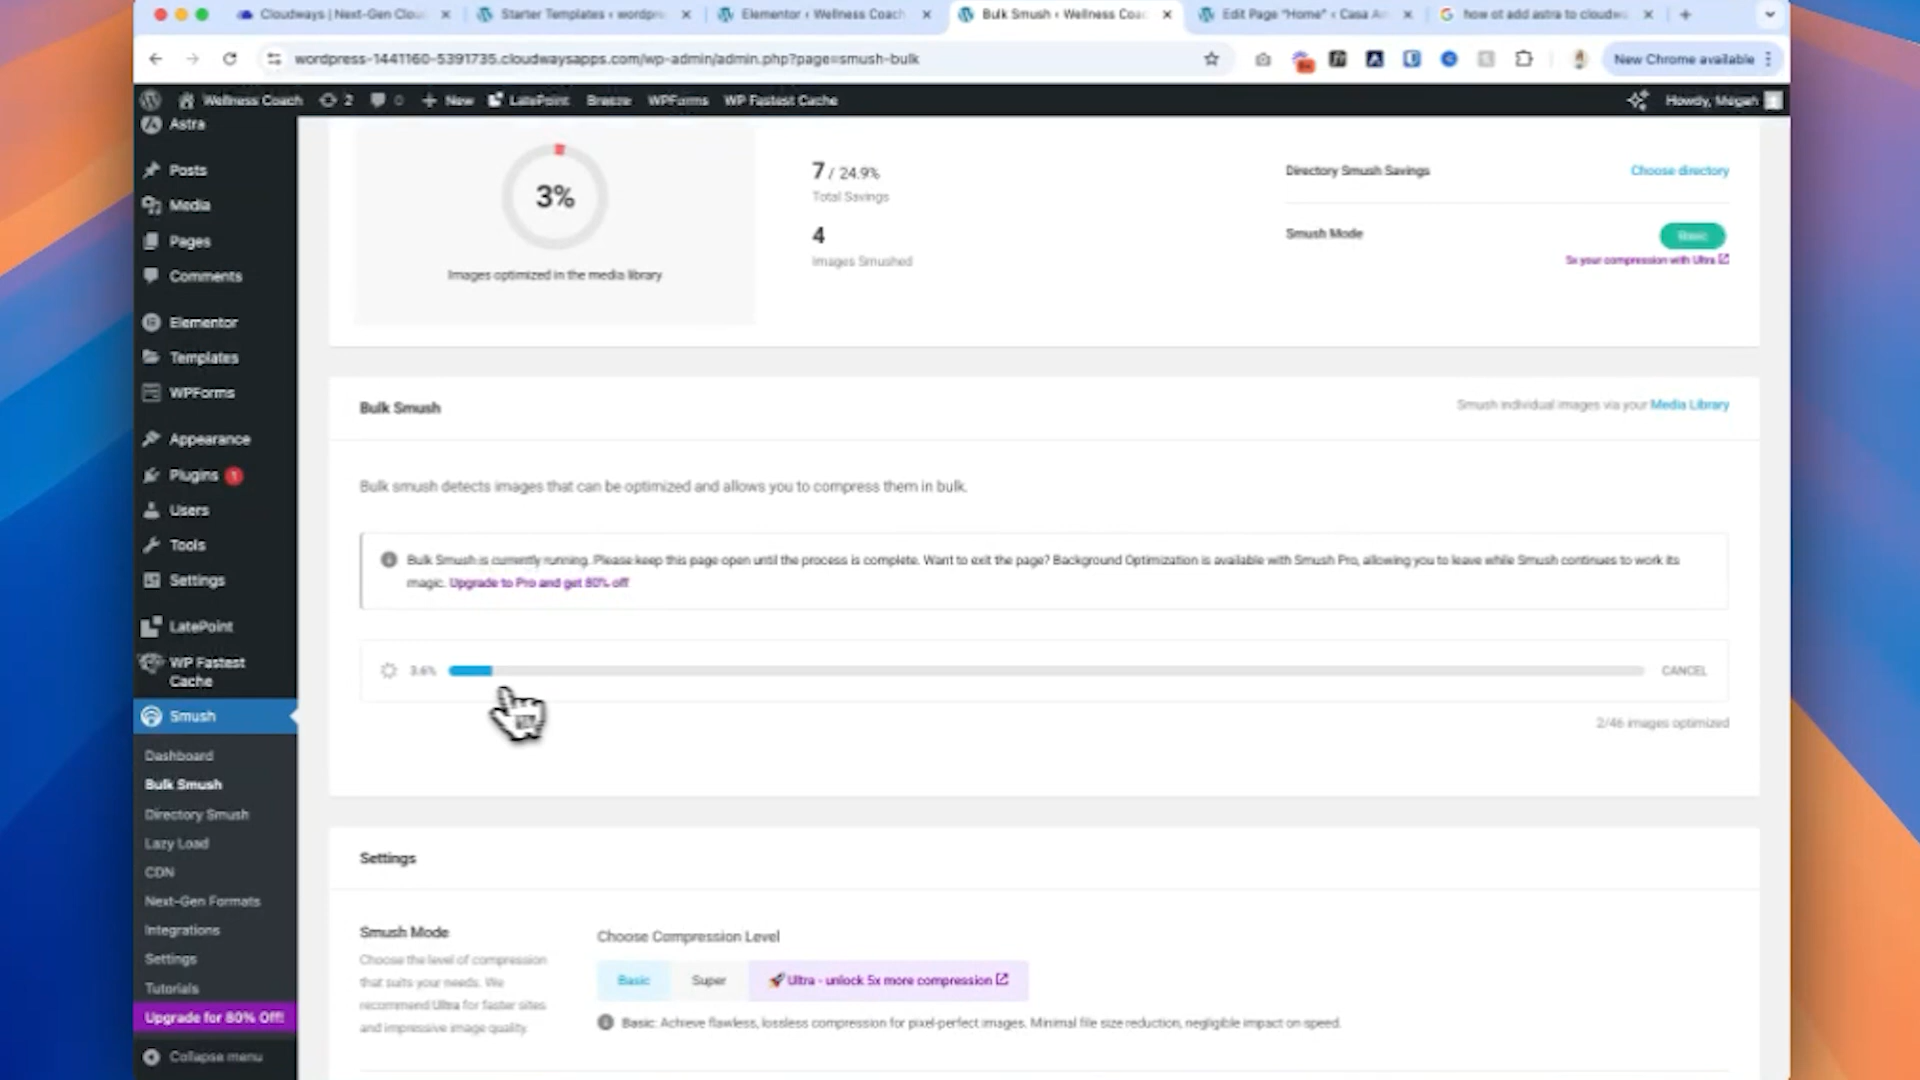 Cloudways | Next-Gen Clou
Starter Templates ‹ wordpre
Elementor ‹ Wellness Coach
Bulk Smush ‹ Wellness Coac
Edit Page "Home" ‹ Casa A
how ot add astra to cloudw
wordpress-1441160-5391735.cloudwaysapps.com/wp-admin/admin.php?page=smush-bulk
New Chrome available
Wellness Coach
2
0
New
LatePoint
Breeze
WPForms
WP Fastest Cache
Howdy, Megah
Astra
Posts
Media
Pages
Comments
Elementor
Templates
WPForms
Appearance
Plugins 1
Users
Tools
Settings
LatePoint
WP Fastest
Cache
Smush
Dashboard
Bulk Smush
Directory Smush
Lazy Load
CDN
Next-Gen Formats
Integrations
Settings
Tutorials
Upgrade for 80% Off!
Collapse menu
3%
Images optimized in the media library
7 / 24.9%
Total Savings
4
Images Smushed
Directory Smush Savings
Choose directory
Smush Mode
Basic
5x your compression with Ultra
Bulk Smush
Smush individual images via your Media Library
Bulk smush detects images that can be optimized and allows you to compress them in bulk.
Bulk Smush is currently running. Please keep this page open until the process is complete. Want to exit the page? Background Optimization is available with Smush Pro, allowing you to leave while Smush continues to work its
magic. Upgrade to Pro and get 80% off
3.6%
CANCEL
2/46 images optimized
Settings
Smush Mode
Choose the level of compression
that suits your needs. We
recommend Ultra for faster sites
and impressive image quality.
Choose Compression Level
Basic
Super
Ultra - unlock 5x more compression
Basic: Achieve flawless, lossless compression for pixel-perfect images. Minimal file size reduction, negligible impact on speed.